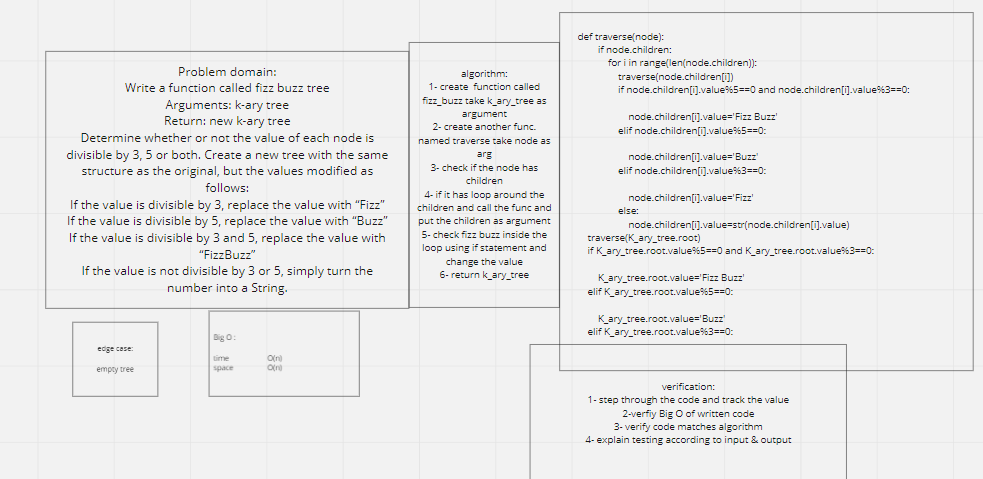 Problem domain:
Write a function called fizz buzz tree
Arguments: k-ary tree
Return: new k-ary tree
Determine whether or not the value of each node is
divisible by 3, 5 or both. Create a new tree with the same
structure as the original, but the values modified as
follows:
If the value is divisible by 3, replace the value with “Fizz”
If the value is divisible by 5, replace the value with “Buzz”
If the value is divisible by 3 and 5, replace the value with
“FizzBuzz”
If the value is not divisible by 3 or 5, simply turn the
number into a String.
algorithm:
1- create function called
fizz_buzz take k_ary_tree as
argument
2- create another func.
named traverse take node as
arg
3- check if the node has
children
4- if it has loop around the
children and call the func and
put the children as argument
5- check fizz buzz inside the
loop using if statement and
change the value
6- return k_ary_tree
def traverse(node):
if node.children:
for i in range(len(node.children)):
traverse(node.children[i])
if node.children[i].value%5==0 and node.children[i].value%3==0:
node.children[i].value='Fizz Buzz'
elif node.children[i].value%5==0:
node.children[i].value='Buzz'
elif node.children[i].value%3==0:
node.children[i].value='Fizz'
else:
node.children[i].value=str(node.children[i].value)
traverse(K_ary_tree.root)
if K_ary_tree.root.value%5==0 and K_ary_tree.root.value%3==0:
K_ary_tree.root.value='Fizz Buzz'
elif K_ary_tree.root.value%5==0:
K_ary_tree.root.value='Buzz'
elif K_ary_tree.root.value%3==0:
edge case:
empty tree
Big O :
time O(n)
space O(n)
verification:
1- step through the code and track the value
2-verfiy Big O of written code
3- verify code matches algorithm
4- explain testing according to input & output